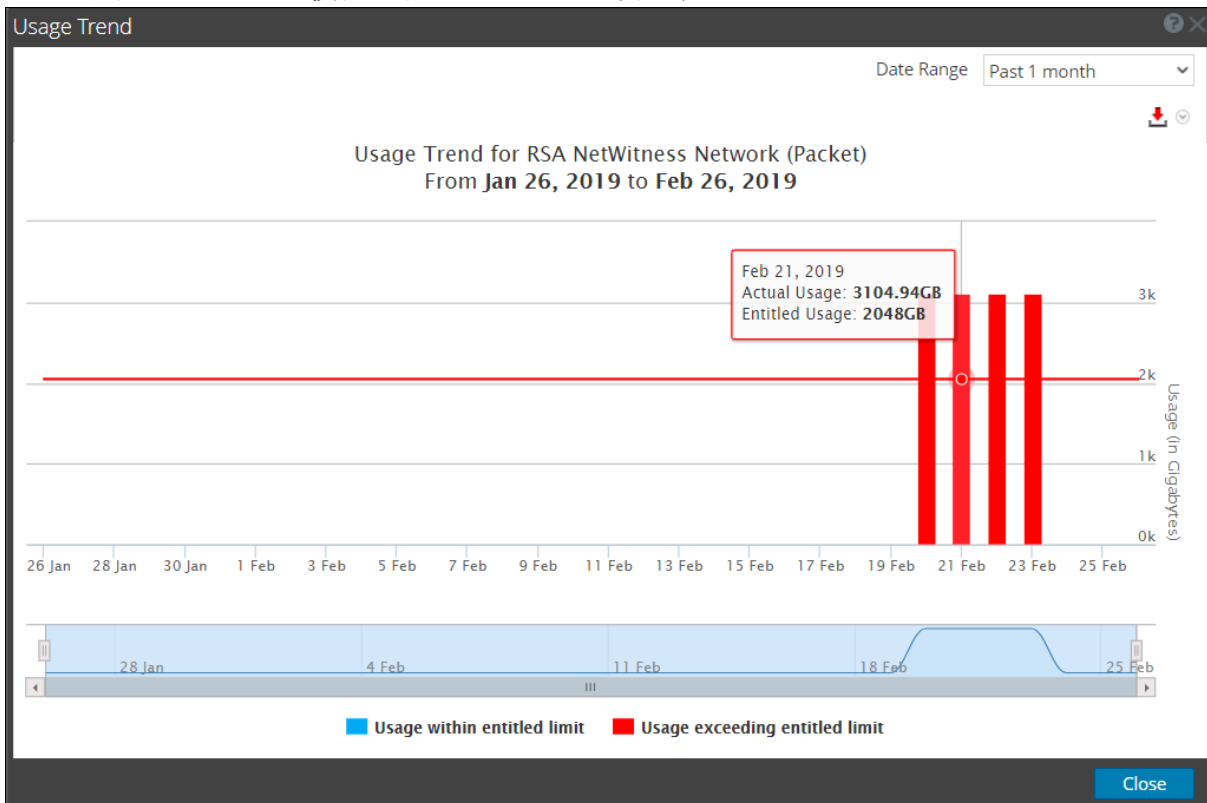 Usage Trend
Date Range Past 1 month
Usage Trend for RSA NetWitness Network (Packet)
From Jan 26, 2019 to Feb 26, 2019
Feb 21, 2019
Actual Usage: 3104.94GB
Entitled Usage: 2048GB
3k
2k
1k
0k
Usage (In Gigabytes)
26 Jan 28 Jan 30 Jan 1 Feb 3 Feb 5 Feb 7 Feb 9 Feb 11 Feb 13 Feb 15 Feb 17 Feb 19 Feb 21 Feb 23 Feb 25 Feb
28 Jan 4 Feb 11 Feb 18 Feb 25 Feb
Usage within entitled limit Usage exceeding entitled limit
Close